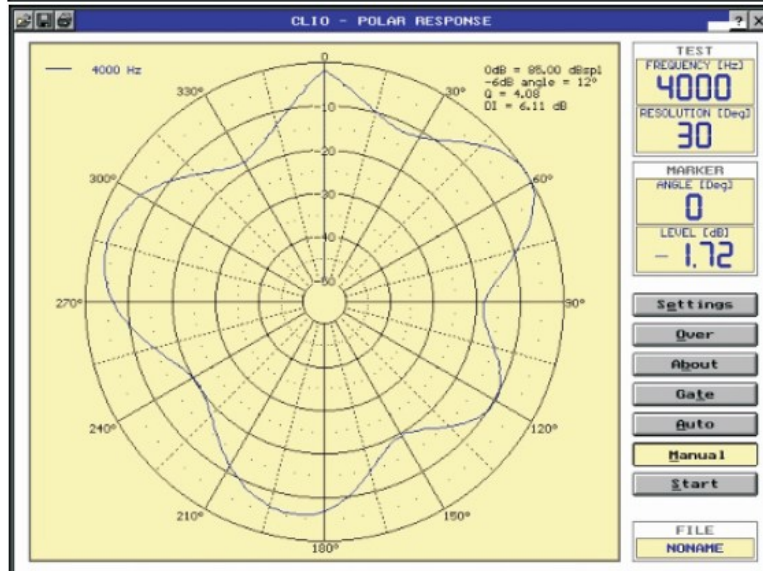 CLIO - POLAR RESPONSE
? X
4000 Hz
0dB = 85.00 dBspl
-6dB angle = 12°
Q = 4.08
DI = 6.11 dB
0
330°
30°
-10
-20
300°
60°
-30
-40
-50
270°
90°
240°
120°
210°
150°
180°
TEST
FREQUENCY [Hz]
4000
RESOLUTION [Deg]
30
MARKER
ANGLE [Deg]
0
LEVEL [dB]
-1.72
Settings
Over
About
Gate
Auto
Manual
Start
FILE
NONAME